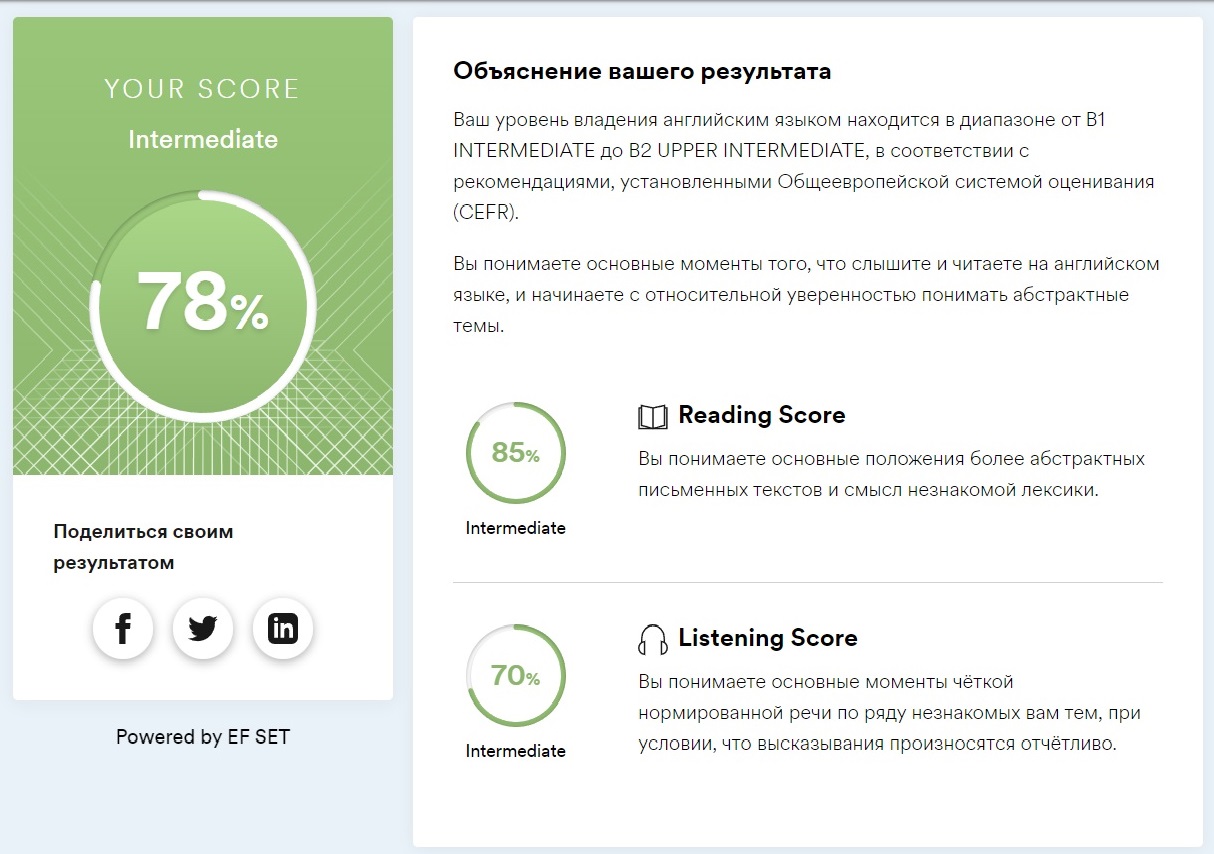 YOUR SCORE
Intermediate
78%
Поделиться своим
результатом
Powered by EF SET
Объяснение вашего результата
Ваш уровень владения английским языком находится в диапазоне от B1
INTERMEDIATE до B2 UPPER INTERMEDIATE, в соответствии с
рекомендациями, установленными Общеевропейской системой оценивания
(CEFR).
Вы понимаете основные моменты того, что слышите и читаете на английском
языке, и начинаете с относительной уверенностью понимать абстрактные
темы.
85%
Intermediate
Reading Score
Вы понимаете основные положения более абстрактных
письменных текстов и смысл незнакомой лексики.
70%
Intermediate
Listening Score
Вы понимаете основные моменты чёткой
нормированной речи по ряду незнакомых вам тем, при
условии, что высказывания произносятся отчётливо.